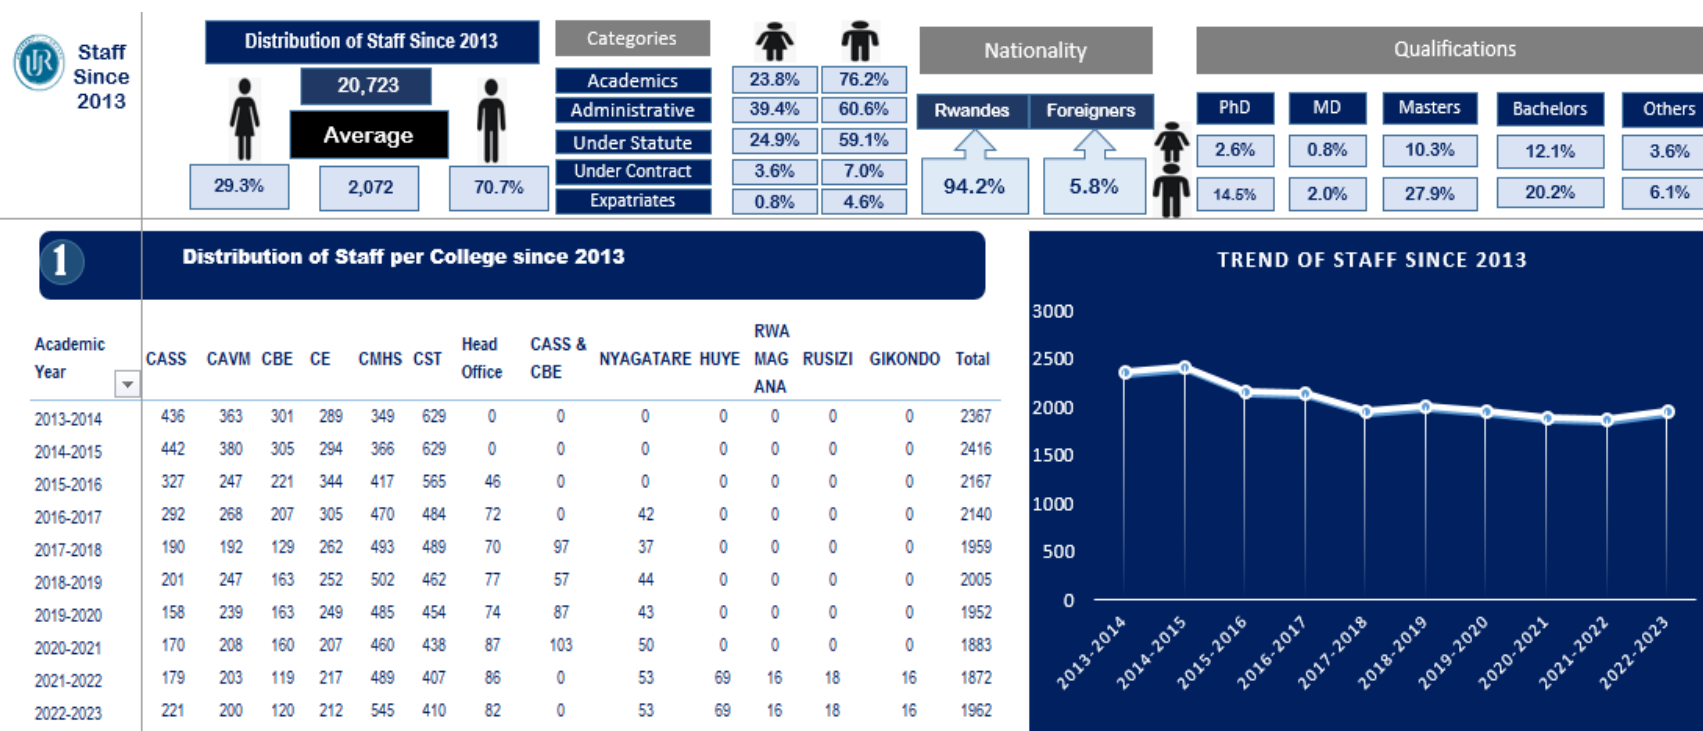 UR
Staff
Since
2013
Distribution of Staff Since 2013
20,723
Average
29.3% 2,072 70.7%
Categories
Academics 23.8% 76.2%
Administrative 39.4% 60.6%
Under Statute 24.9% 59.1%
Under Contract 3.6% 7.0%
Expatriates 0.8% 4.6%
Nationality
Rwandes Foreigners
94.2% 5.8%
Qualifications
PhD MD Masters Bachelors Others
2.6% 0.8% 10.3% 12.1% 3.6%
14.5% 2.0% 27.9% 20.2% 6.1%
1 Distribution of Staff per College since 2013
Academic Year CASS CAVM CBE CE CMHS CST Head Office CASS & CBE NYAGATARE HUYE RWA MAG ANA RUSIZI GIKONDO Total
2013-2014 436 363 301 289 349 629 0 0 0 0 0 0 0 2367
2014-2015 442 380 305 294 366 629 0 0 0 0 0 0 0 2416
2015-2016 327 247 221 344 417 565 46 0 0 0 0 0 0 2167
2016-2017 292 268 207 305 470 484 72 0 42 0 0 0 0 2140
2017-2018 190 192 129 262 493 489 70 97 37 0 0 0 0 1959
2018-2019 201 247 163 252 502 462 77 57 44 0 0 0 0 2005
2019-2020 158 239 163 249 485 454 74 87 43 0 0 0 0 1952
2020-2021 170 208 160 207 460 438 87 103 50 0 0 0 0 1883
2021-2022 179 203 119 217 489 407 86 0 53 69 16 18 16 1872
2022-2023 221 200 120 212 545 410 82 0 53 69 16 18 16 1962
TREND OF STAFF SINCE 2013
3000
2500
2000
1500
1000
500
0
2013-2014 2014-2015 2015-2016 2016-2017 2017-2018 2018-2019 2019-2020 2020-2021 2021-2022 2022-2023